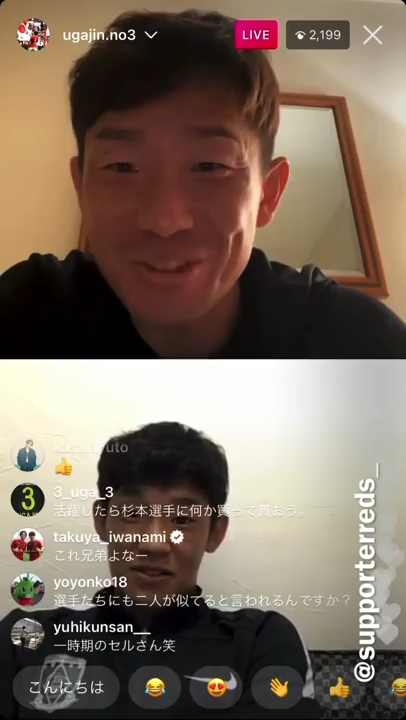 ugajin.no3
LIVE
2,199
3_uga_3
活躍したら杉本選手に何か買って貰おう。
takuya_iwanami
これ兄弟よなー
yoyonko18
選手たちにも二人が似てると言われるんですか？
yuhikunsan__
一時期のセルさん笑
こんにちは
@supporterreds_